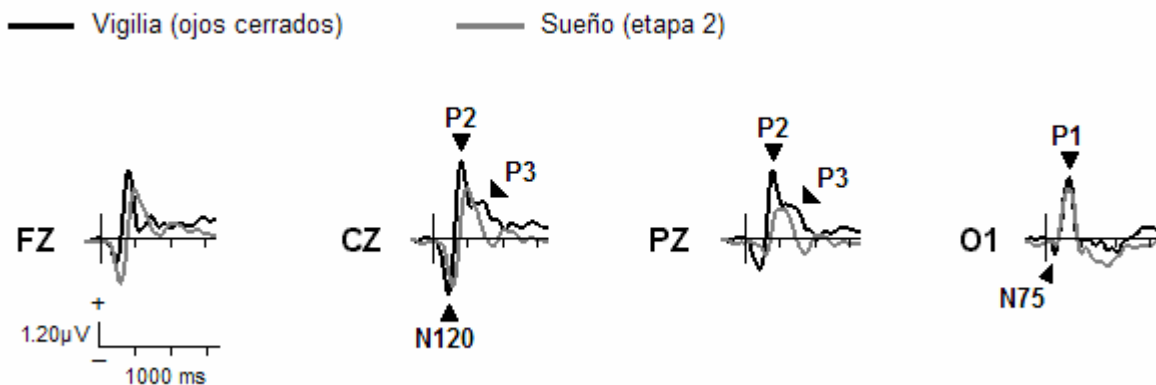 Vigilia (ojos cerrados) Sueño (etapa 2)
P2 P2 P1
P3 P3
FZ CZ PZ O1
N75
+
1.20µV N120
–
1000 ms